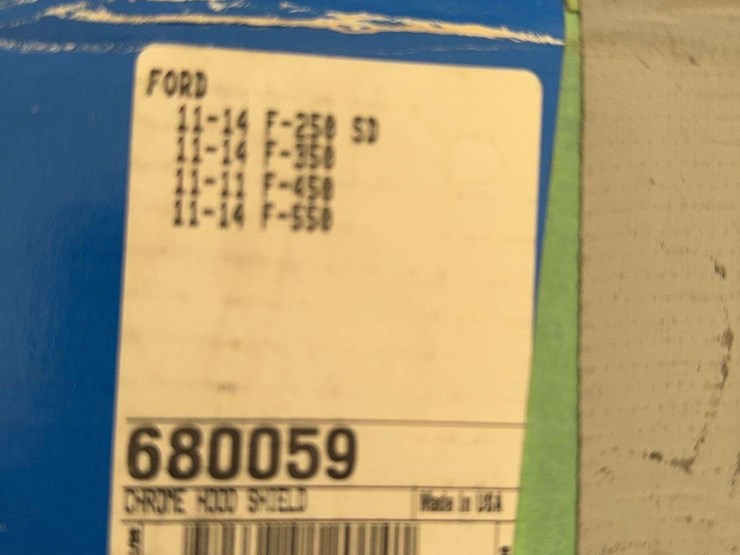 FORD
11-14 F-250 SD
11-14 F-350
11-11 F-450
11-14 F-550
680059
CHROME HOOD SHIELD
Made in USA